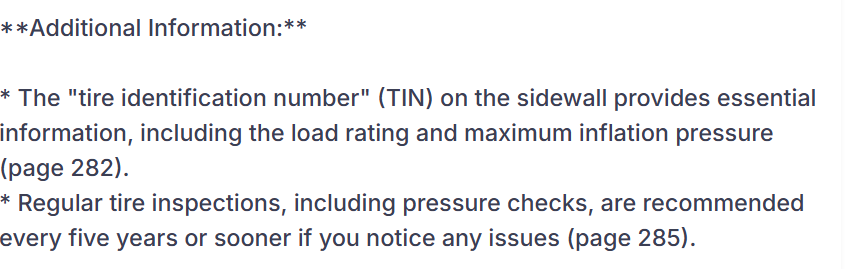 **Additional Information:**
* The "tire identification number" (TIN) on the sidewall provides essential
information, including the load rating and maximum inflation pressure
(page 282).
* Regular tire inspections, including pressure checks, are recommended
every five years or sooner if you notice any issues (page 285).